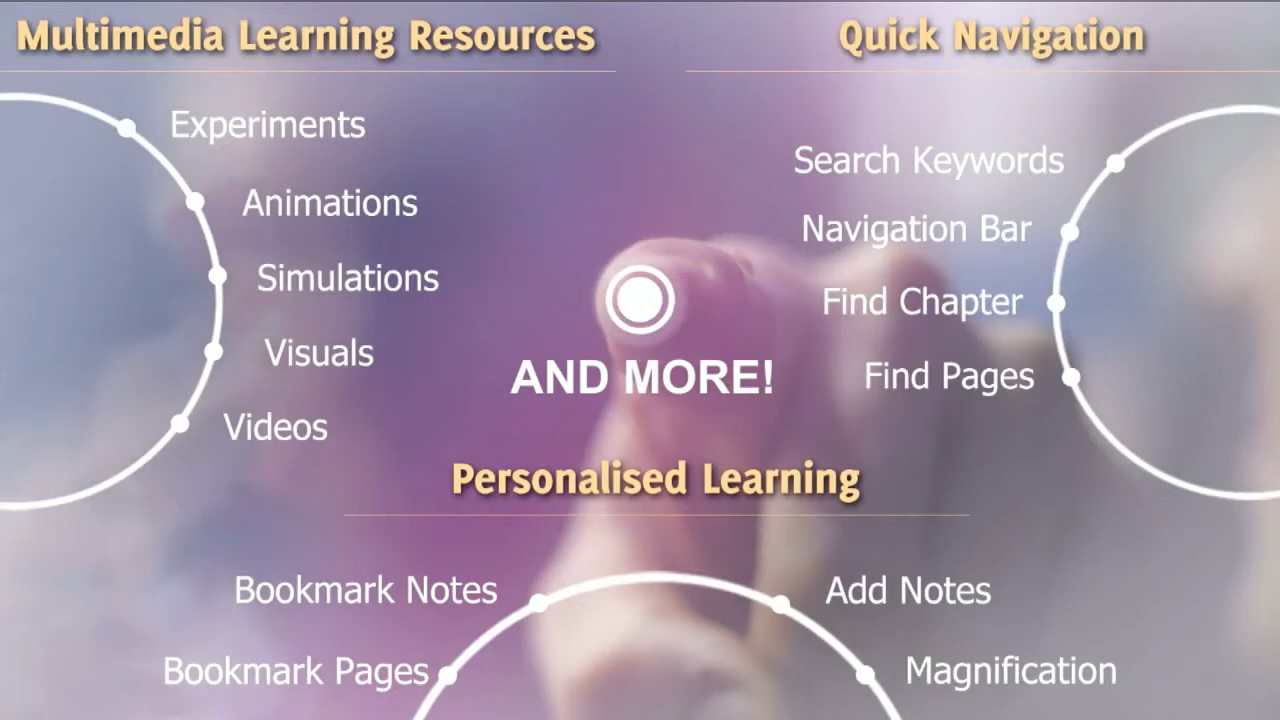 Multimedia Learning Resources
Experiments
Animations
Simulations
Visuals
Videos
Quick Navigation
Search Keywords
Navigation Bar
Find Chapter
Find Pages
AND MORE!
Personalised Learning
Bookmark Notes
Bookmark Pages
Add Notes
Magnification